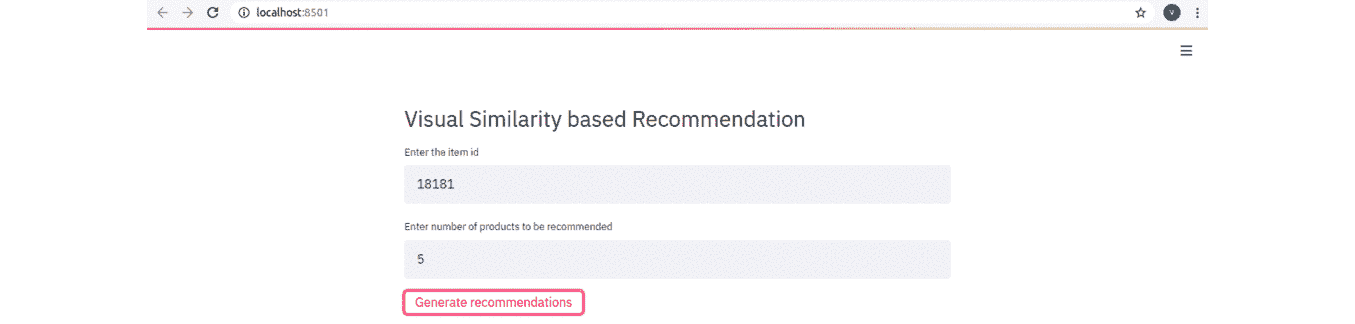 localhost:8501
V
Visual Similarity based Recommendation
Enter the item id
18181
Enter number of products to be recommended
5
Generate recommendations